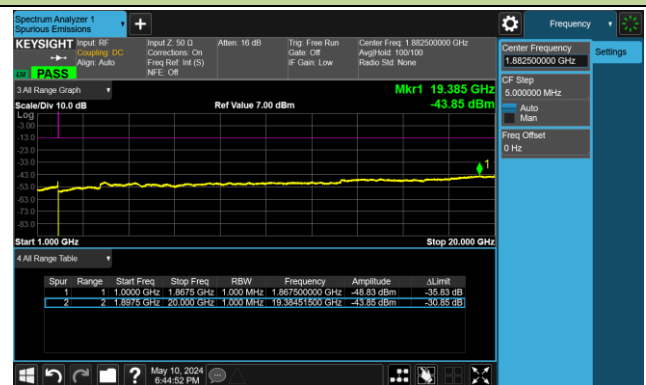 Spectrum Analyzer 1
Spurious Emissions
Frequency
KEYSIGHT Input: RF
Coupling: DC
Align: Auto
Input Z: 50 Ω
Corrections: On
Freq Ref: Int (S)
NFE: Off
Atten: 16 dB
Trig: Free Run
Gate: Off
IF Gain: Low
Center Freq: 1.882500000 GHz
Avg|Hold: 100/100
Radio Std: None
PASS
Center Frequency
1.882500000 GHz
Settings
CF Step
5.000000 MHz
Auto
Man
Freq Offset
0 Hz
3 All Range Graph
Mkr1 19.385 GHz
Scale/Div 10.0 dB
Ref Value 7.00 dBm
-43.85 dBm
Log
-3.00
-13.0
-23.0
-33.0
-43.0
-53.0
-63.0
-73.0
-83.0
1
Start 1.000 GHz
Stop 20.000 GHz
4 All Range Table
Spur Range Start Freq Stop Freq RBW Frequency Amplitude ΔLimit
1 1 1.0000 GHz 1.8675 GHz 1.000 MHz 1.867500000 GHz -48.83 dBm -35.83 dB
2 2 1.8975 GHz 20.000 GHz 1.000 MHz 19.38451500 GHz -43.85 dBm -30.85 dB
May 10, 2024
6:44:52 PM